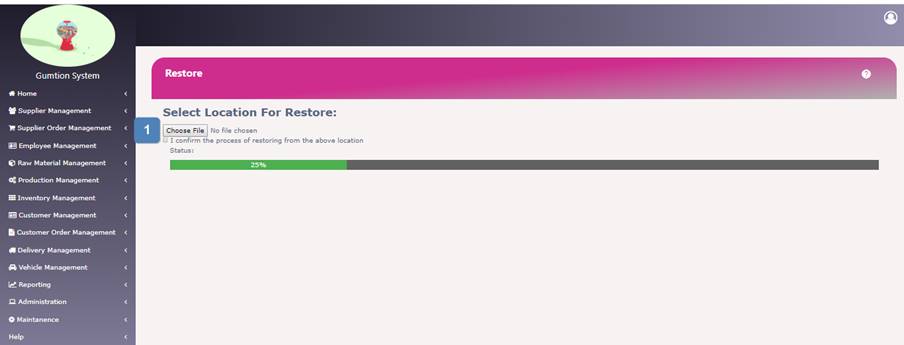 Gumtion System
Home
Supplier Management
Supplier Order Management
Employee Management
Raw Material Management
Production Management
Inventory Management
Customer Management
Customer Order Management
Delivery Management
Vehicle Management
Reporting
Administration
Maintanence
Help
Restore
Select Location For Restore:
1
Choose File No file chosen
I confirm the process of restoring from the above location
Status:
25%